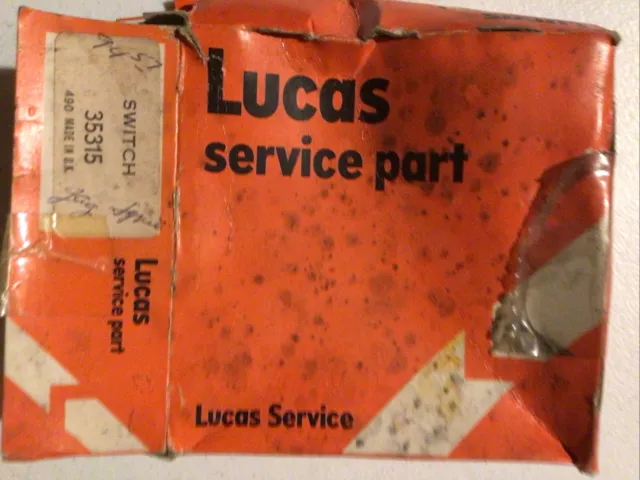 Lucas
service part
Lucas Service
SWITCH
35315
490 MADE IN U.K.
Lucas
service part